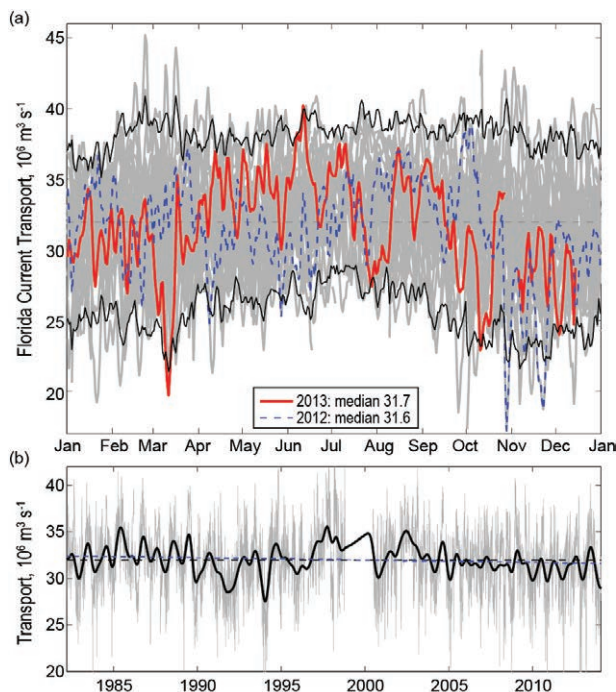 (a)
45
40
35
30
25
20
Florida Current Transport, 10⁶ m³ s⁻¹
2013: median 31.7
2012: median 31.6
Jan Feb Mar Apr May Jun Jul Aug Sep Oct Nov Dec Jan
(b)
40
35
31
25
20
Transport, 10⁶ m³ s⁻¹
1985 1990 1995 2000 2005 2010